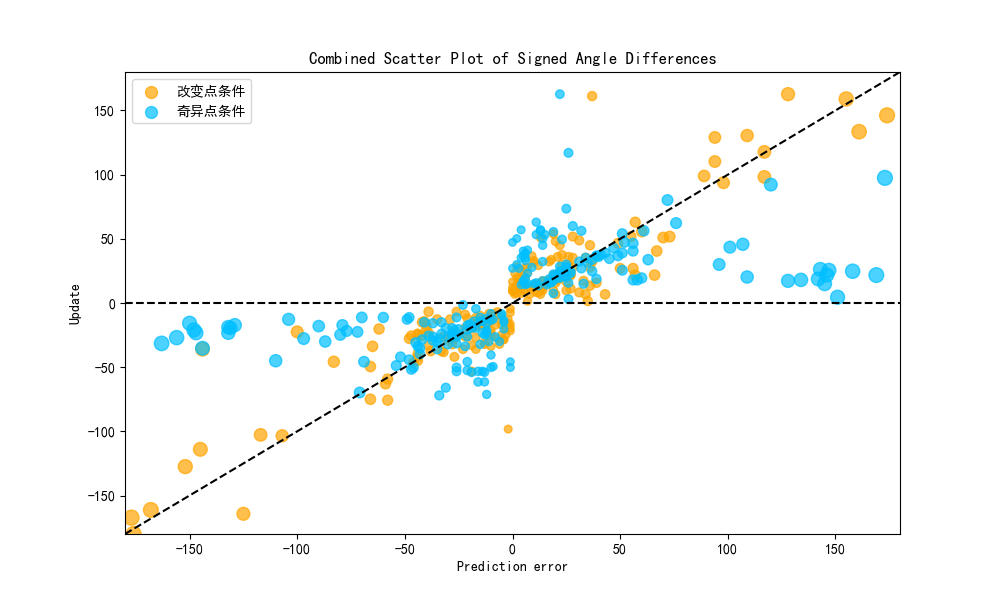 Combined Scatter Plot of Signed Angle Differences
改变点条件
奇异点条件
150
100
50
0
−50
−100
−150
Update
−150 −100 −50 0 50 100 150
Prediction error